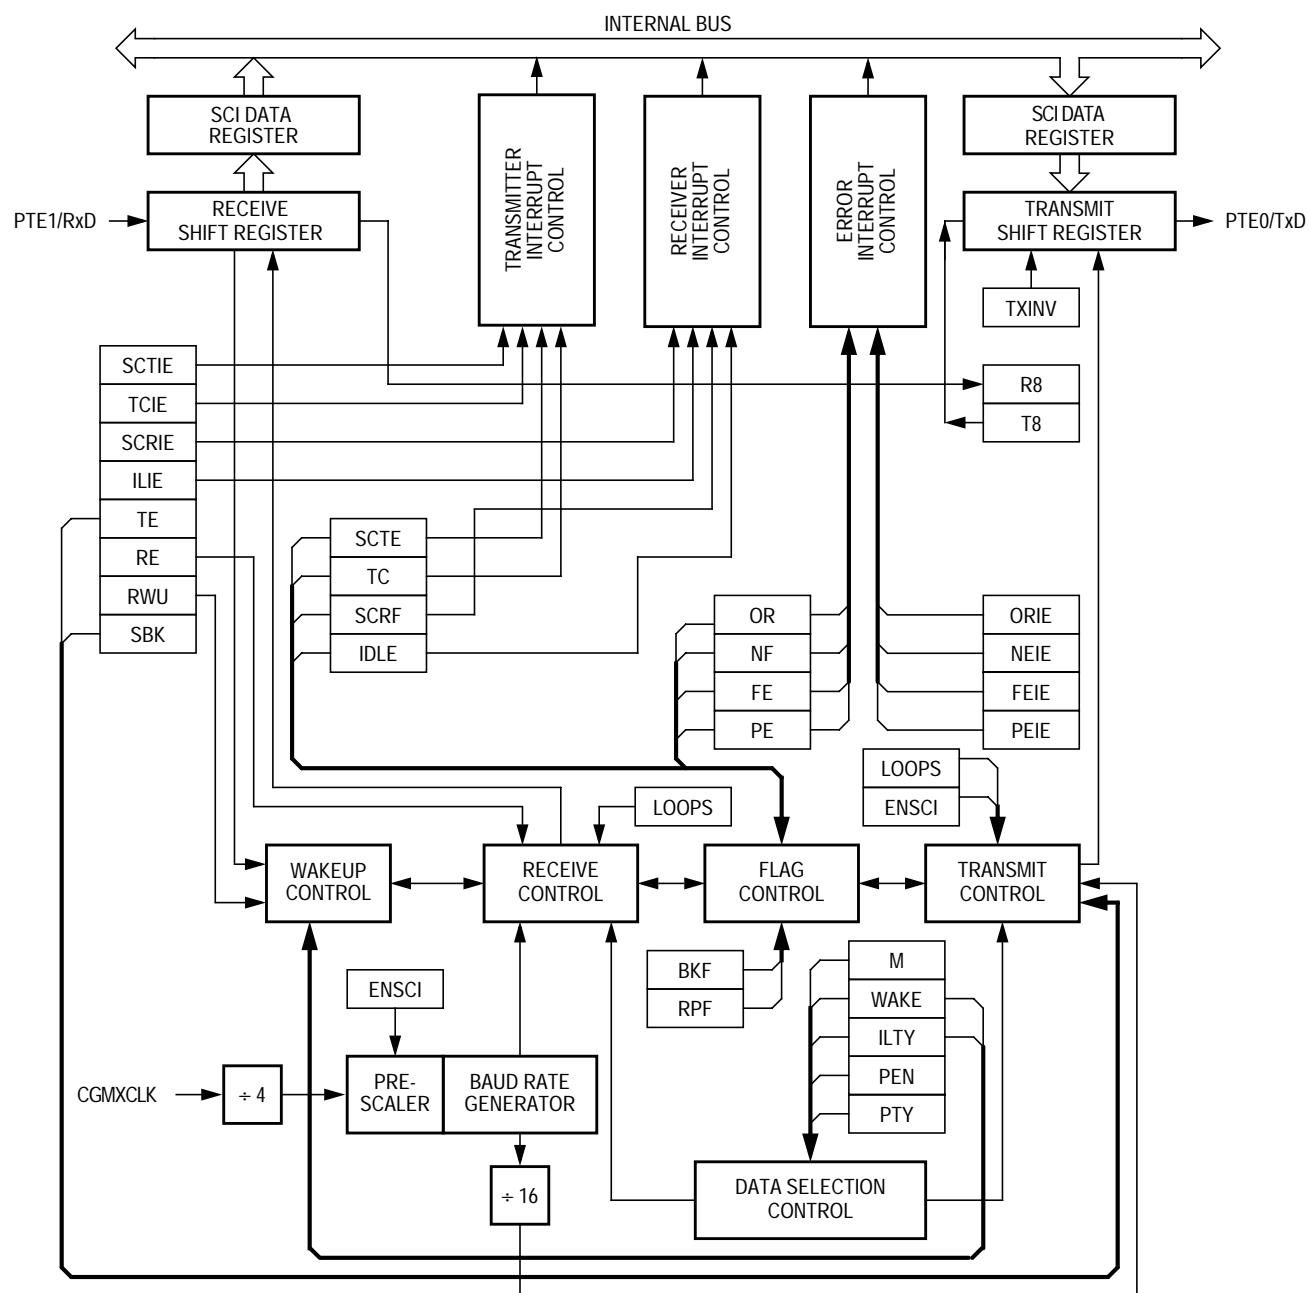 INTERNAL BUS
SCI DATA
REGISTER
TRANSMITTER
INTERRUPT
CONTROL
RECEIVER
INTERRUPT
CONTROL
ERROR
INTERRUPT
CONTROL
SCI DATA
REGISTER
PTE1/RxD
RECEIVE
SHIFT REGISTER
TRANSMIT
SHIFT REGISTER
PTE0/TxD
TXINV
SCTIE
TCIE
SCRIE
ILIE
TE
RE
RWU
SBK
R8
T8
SCTE
TC
SCRF
IDLE
OR
NF
FE
PE
ORIE
NEIE
FEIE
PEIE
LOOPS
LOOPS
ENSCI
WAKEUP
CONTROL
RECEIVE
CONTROL
FLAG
CONTROL
TRANSMIT
CONTROL
ENSCI
BKF
RPF
M
WAKE
ILTY
PEN
PTY
CGMXCLK
÷ 4
PRE-
SCALER
BAUD RATE
GENERATOR
÷ 16
DATA SELECTION
CONTROL